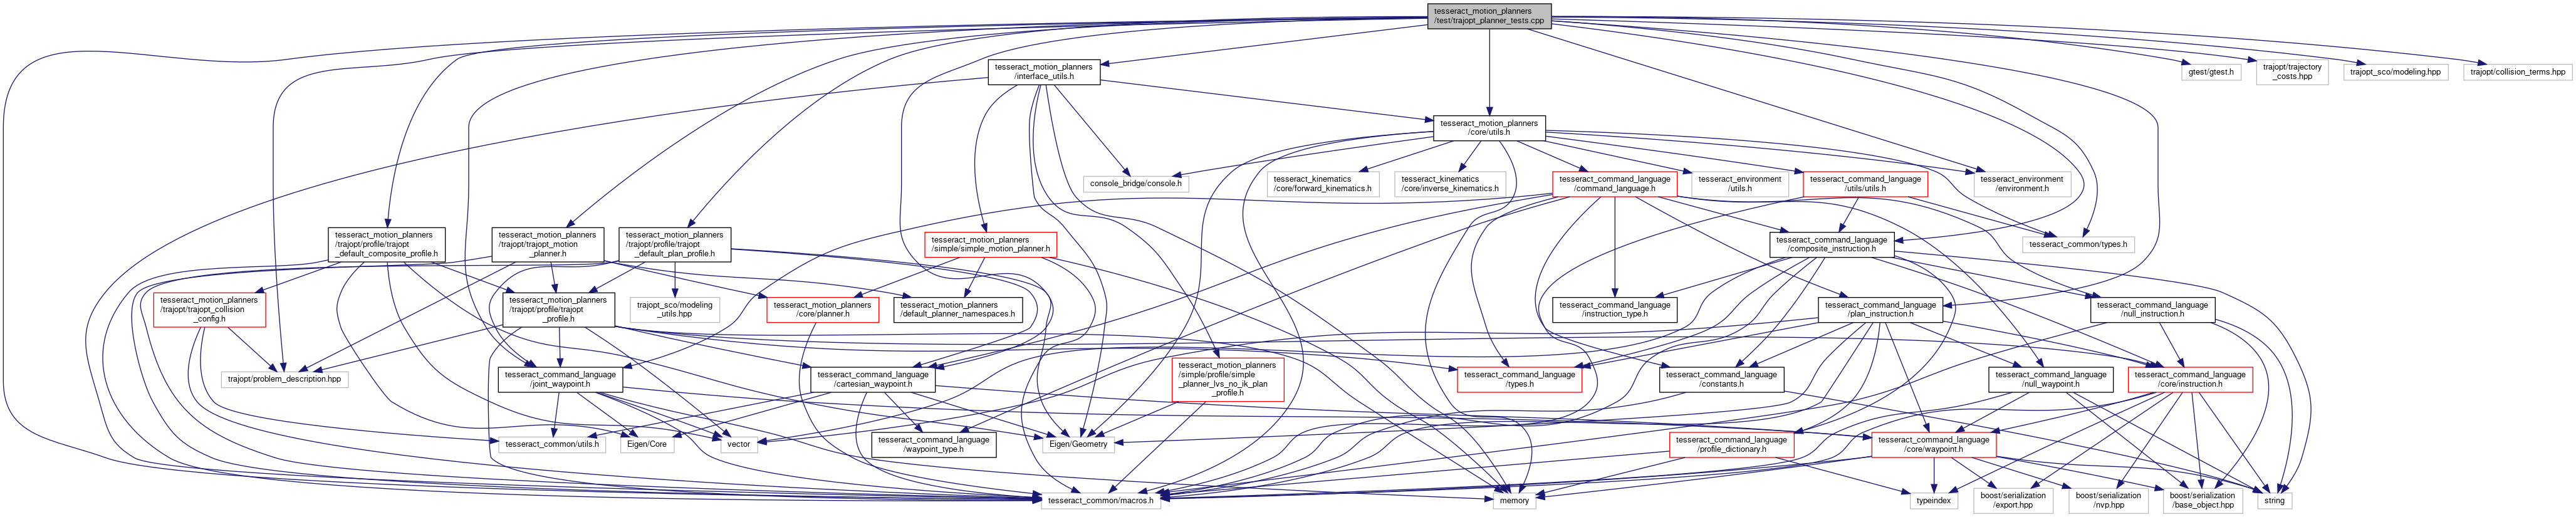 tesseract_motion_planners
/test/trajopt_planner_tests.cpp
tesseract_motion_planners
/interface_utils.h
gtest/gtest.h
trajopt/trajectory
_costs.hpp
trajopt_sco/modeling.hpp
trajopt/collision_terms.hpp
tesseract_motion_planners
/core/utils.h
console_bridge/console.h
tesseract_kinematics
/core/forward_kinematics.h
tesseract_kinematics
/core/inverse_kinematics.h
tesseract_command_language
/command_language.h
tesseract_environment
/utils.h
tesseract_command_language
/utils/utils.h
tesseract_environment
/environment.h
tesseract_motion_planners
/trajopt/profile/trajopt
_default_composite_profile.h
tesseract_motion_planners
/trajopt/trajopt_motion
_planner.h
tesseract_motion_planners
/trajopt/profile/trajopt
_default_plan_profile.h
tesseract_motion_planners
/simple/simple_motion_planner.h
tesseract_command_language
/composite_instruction.h
tesseract_common/types.h
tesseract_motion_planners
/trajopt/trajopt_collision
_config.h
tesseract_motion_planners
/trajopt/profile/trajopt
_profile.h
trajopt_sco/modeling
_utils.hpp
tesseract_motion_planners
/core/planner.h
tesseract_motion_planners
/default_planner_namespaces.h
tesseract_command_language
/instruction_type.h
tesseract_command_language
/plan_instruction.h
tesseract_command_language
/null_instruction.h
trajopt/problem_description.hpp
tesseract_command_language
/joint_waypoint.h
tesseract_command_language
/cartesian_waypoint.h
tesseract_motion_planners
/simple/profile/simple
_planner_lvs_no_ik_plan
_profile.h
tesseract_command_language
/types.h
tesseract_command_language
/constants.h
tesseract_command_language
/null_waypoint.h
tesseract_command_language
/core/instruction.h
tesseract_common/utils.h
Eigen/Core
vector
tesseract_command_language
/waypoint_type.h
Eigen/Geometry
tesseract_command_language
/profile_dictionary.h
tesseract_command_language
/core/waypoint.h
tesseract_common/macros.h
memory
typeindex
boost/serialization
/export.hpp
boost/serialization
/nvp.hpp
boost/serialization
/base_object.hpp
string